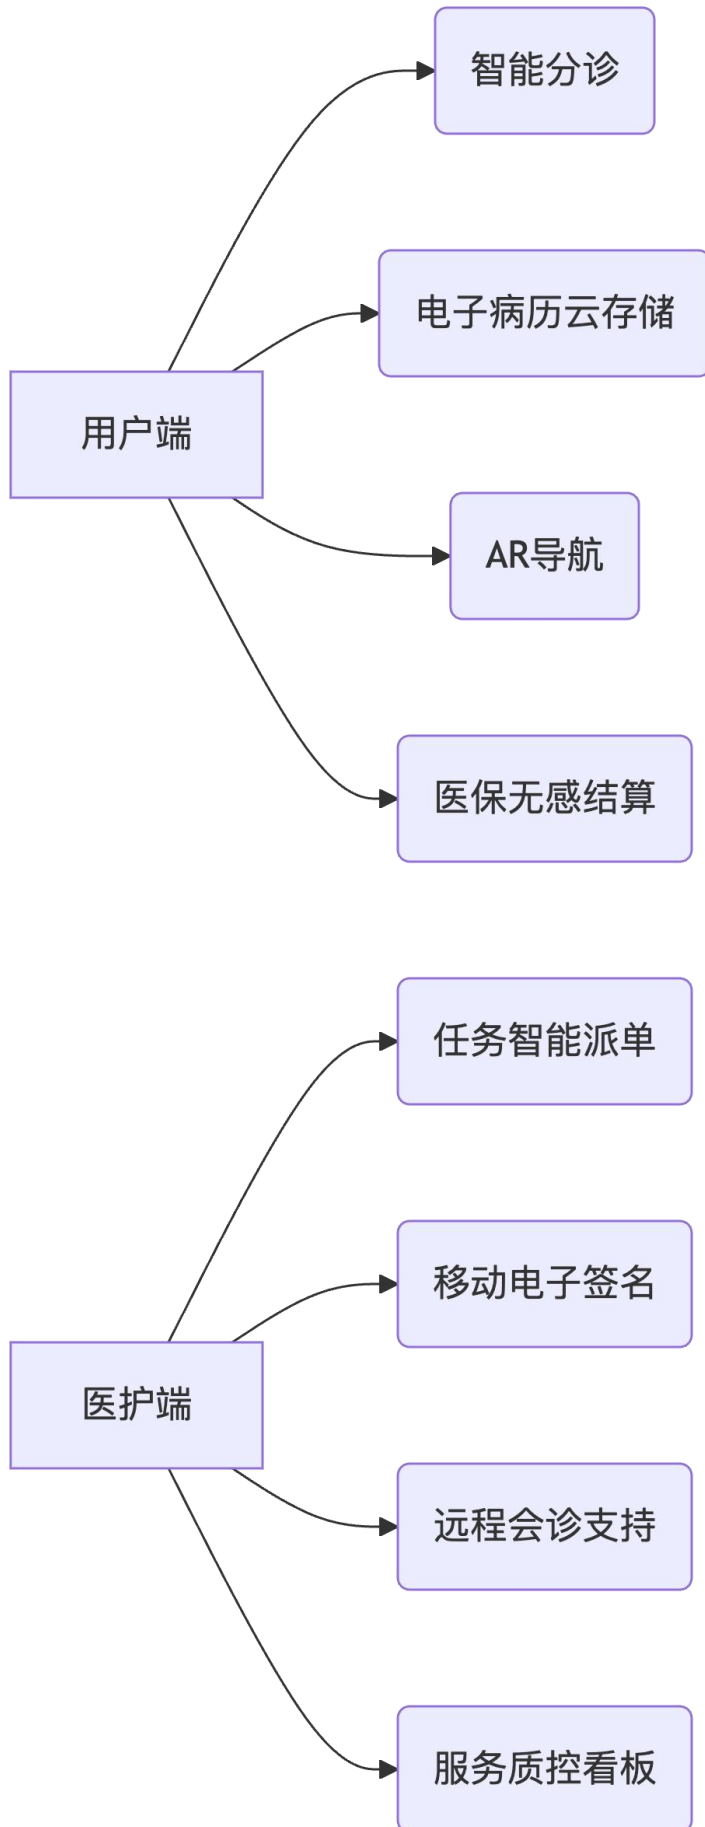 智能分诊
电子病历云存储
用户端
AR导航
医保无感结算
任务智能派单
移动电子签名
医护端
远程会诊支持
服务质控看板